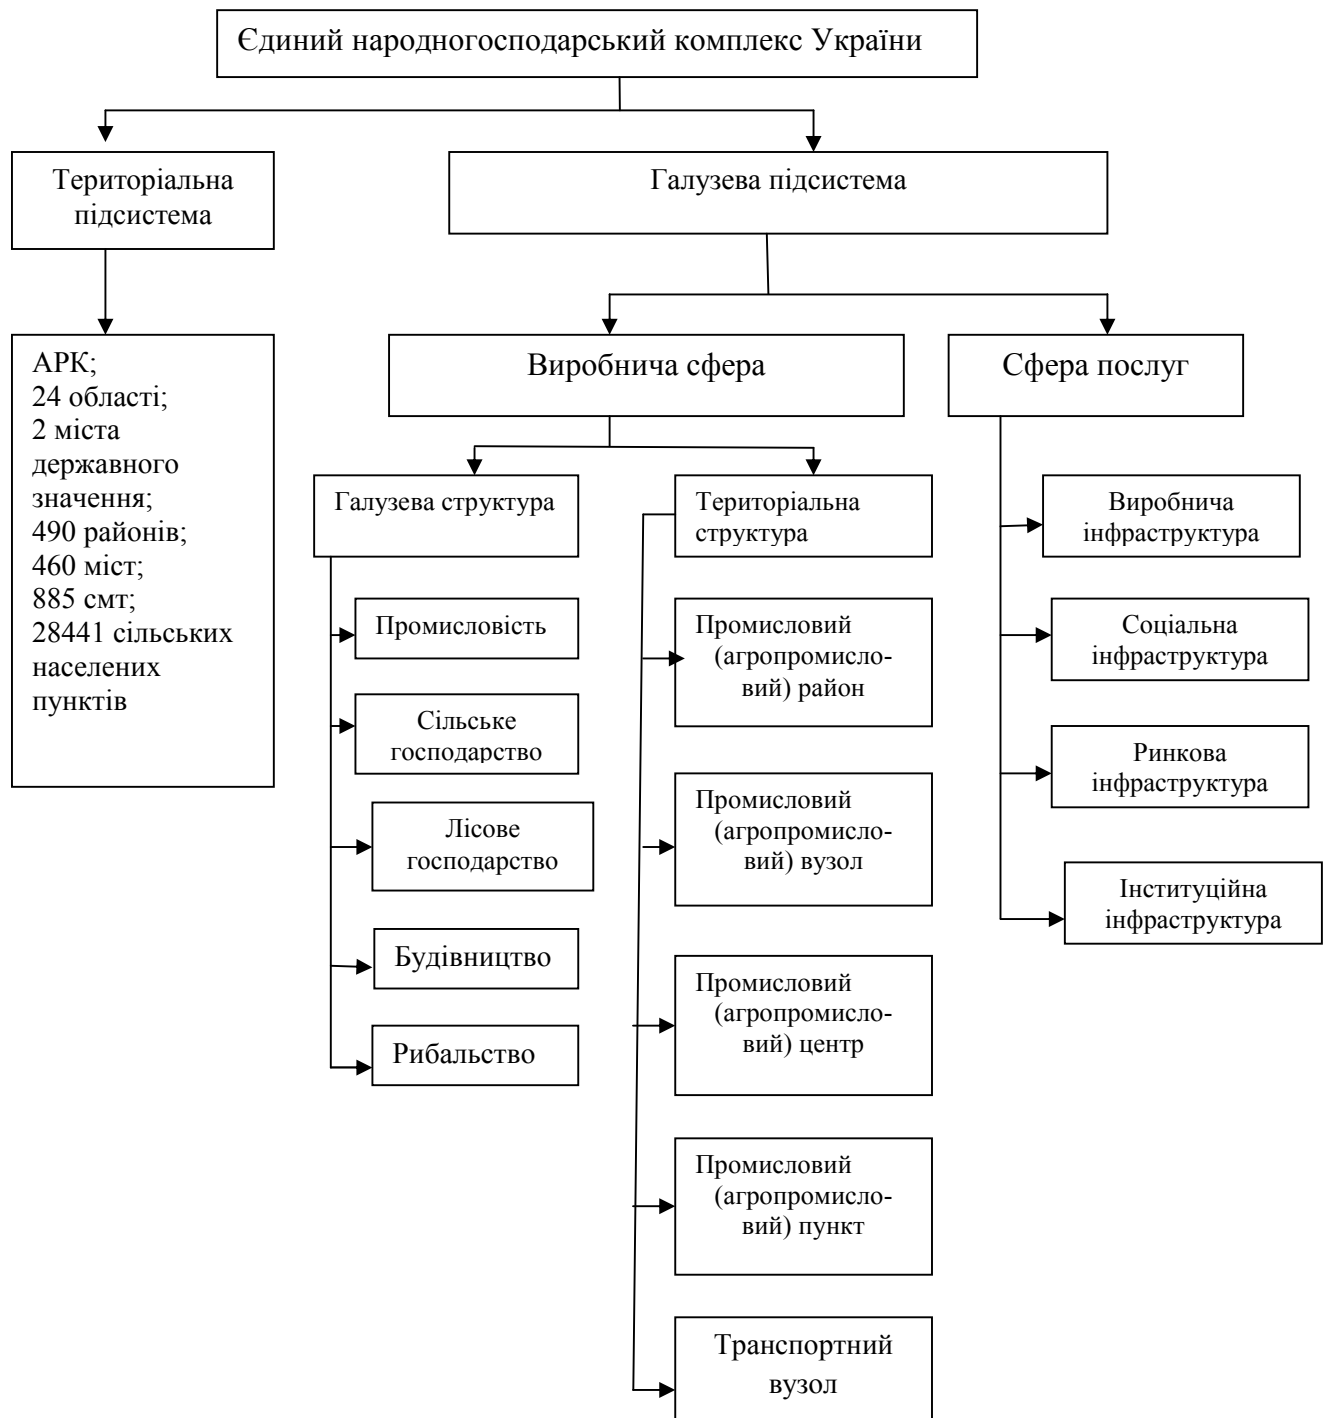 Єдиний народногосподарський комплекс України
Територіальна
підсистема
Галузева підсистема
АРК;
24 області;
2 міста
державного
значення;
490 районів;
460 міст;
885 смт;
28441 сільських
населених
пунктів
Виробнича сфера
Сфера послуг
Галузева структура
Територіальна
структура
Промисловість
Сільське
господарство
Лісове
господарство
Будівництво
Рибальство
Промисловий
(агропромисло-
вий) район
Промисловий
(агропромисло-
вий) вузол
Промисловий
(агропромисло-
вий) центр
Промисловий
(агропромисло-
вий) пункт
Транспортний
вузол
Виробнича
інфраструктура
Соціальна
інфраструктура
Ринкова
інфраструктура
Інституційна
інфраструктура